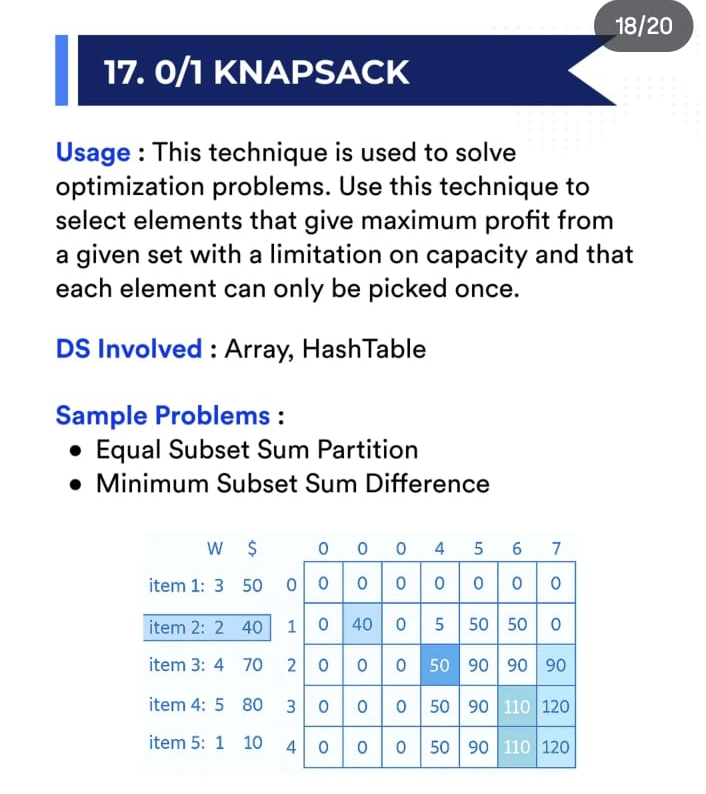 18/20
17. 0/1 KNAPSACK
Usage : This technique is used to solve
optimization problems. Use this technique to
select elements that give maximum profit from
a given set with a limitation on capacity and that
each element can only be picked once.
DS Involved : Array, HashTable
Sample Problems :
• Equal Subset Sum Partition
• Minimum Subset Sum Difference
W $ 0 0 0 4 5 6 7
item 1: 3 50 0 0 0 0 0 0 0 0
item 2: 2 40 1 0 40 0 5 50 50 0
item 3: 4 70 2 0 0 0 50 90 90 90
item 4: 5 80 3 0 0 0 50 90 110 120
item 5: 1 10 4 0 0 0 50 90 110 120